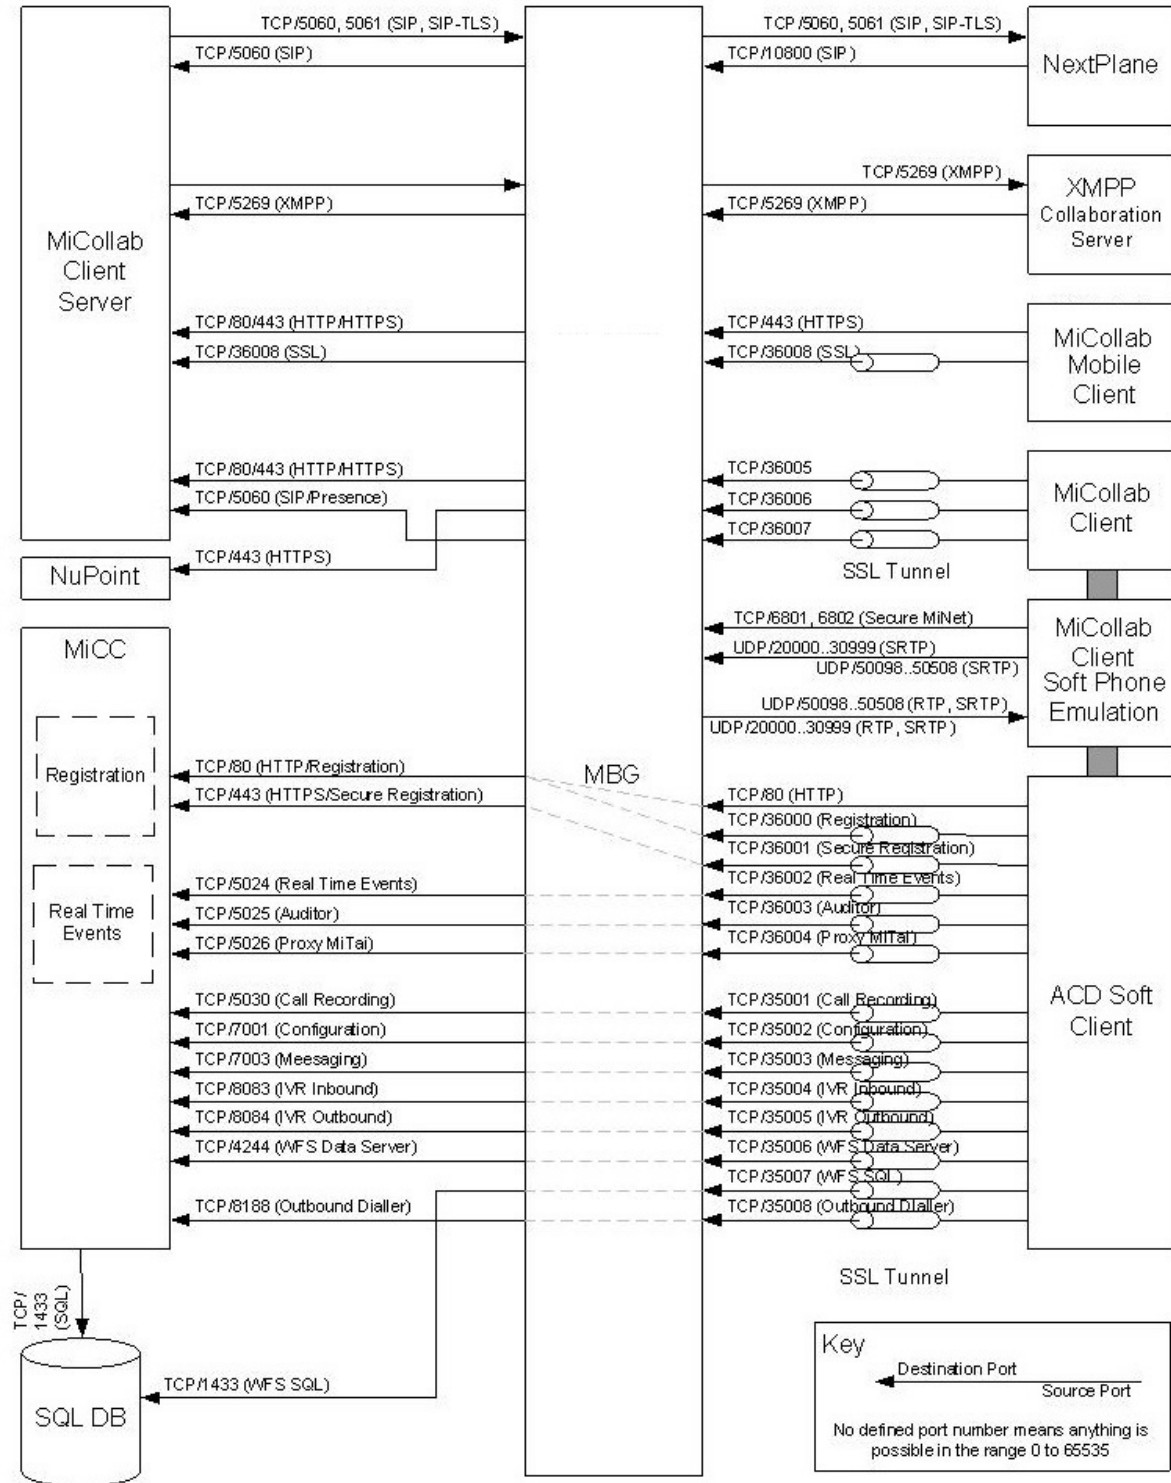 TCP/5060, 5061 (SIP, SIP-TLS)
TCP/5060 (SIP)
TCP/5060, 5061 (SIP, SIP-TLS)
TCP/10800 (SIP)
NextPlane
TCP/5269 (XMPP)
TCP/5269 (XMPP)
TCP/5269 (XMPP)
XMPP
Collaboration
Server
MiCollab
Client
Server
TCP/80/443 (HTTP/HTTPS)
TCP/36008 (SSL)
TCP/443 (HTTPS)
TCP/36008 (SSL)
MiCollab
Mobile
Client
TCP/80/443 (HTTP/HTTPS)
TCP/5060 (SIP/Presence)
TCP/36005
TCP/36006
TCP/36007
SSL Tunnel
MiCollab
Client
TCP/443 (HTTPS)
NuPoint
TCP/6801, 6802 (Secure MiNet)
UDP/20000..30999 (SRTP)
UDP/50098..50508 (SRTP)
UDP/50098..50508 (RTP, SRTP)
UDP/20000..30999 (RTP, SRTP)
MiCollab
Client
Soft Phone
Emulation
MiCC
Registration
Real Time
Events
MBG
TCP/80 (HTTP/Registration)
TCP/443 (HTTPS/Secure Registration)
TCP/5024 (Real Time Events)
TCP/5025 (Auditor)
TCP/5026 (Proxy MiTai)
TCP/5030 (Call Recording)
TCP/7001 (Configuration)
TCP/7003 (Meesaging)
TCP/8083 (IVR Inbound)
TCP/8084 (IVR Outbound)
TCP/4244 (WFS Data Server)
TCP/8188 (Outbound Dialler)
TCP/80 (HTTP)
TCP/36000 (Registration)
TCP/36001 (Secure Registration)
TCP/36002 (Real Time Events)
TCP/36003 (Auditor)
TCP/36004 (Proxy MiTai)
TCP/35001 (Call Recording)
TCP/35002 (Configuration)
TCP/35003 (Messaging)
TCP/35004 (IVR Inbound)
TCP/35005 (IVR Outbound)
TCP/35006 (WFS Data Server)
TCP/35007 (WFS SQL)
TCP/35008 (Outbound Dialler)
ACD Soft
Client
SSL Tunnel
TCP/
1433
(SQL)
TCP/1433 (WFS SQL)
SQL DB
Key
Destination Port
Source Port
No defined port number means anything is
possible in the range 0 to 65535